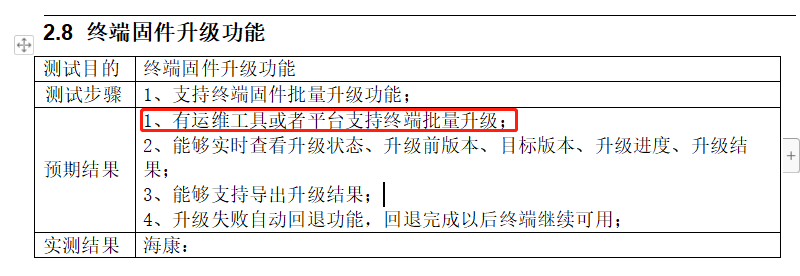 2.8 终端固件升级功能
测试目的 终端固件升级功能
测试步骤 1、支持终端固件批量升级功能；
预期结果
1、有运维工具或者平台支持终端批量升级；
2、能够实时查看升级状态、升级前版本、目标版本、升级进度、升级结
果；
3、能够支持导出升级结果；
4、升级失败自动回退功能，回退完成以后终端继续可用；
实测结果 海康：